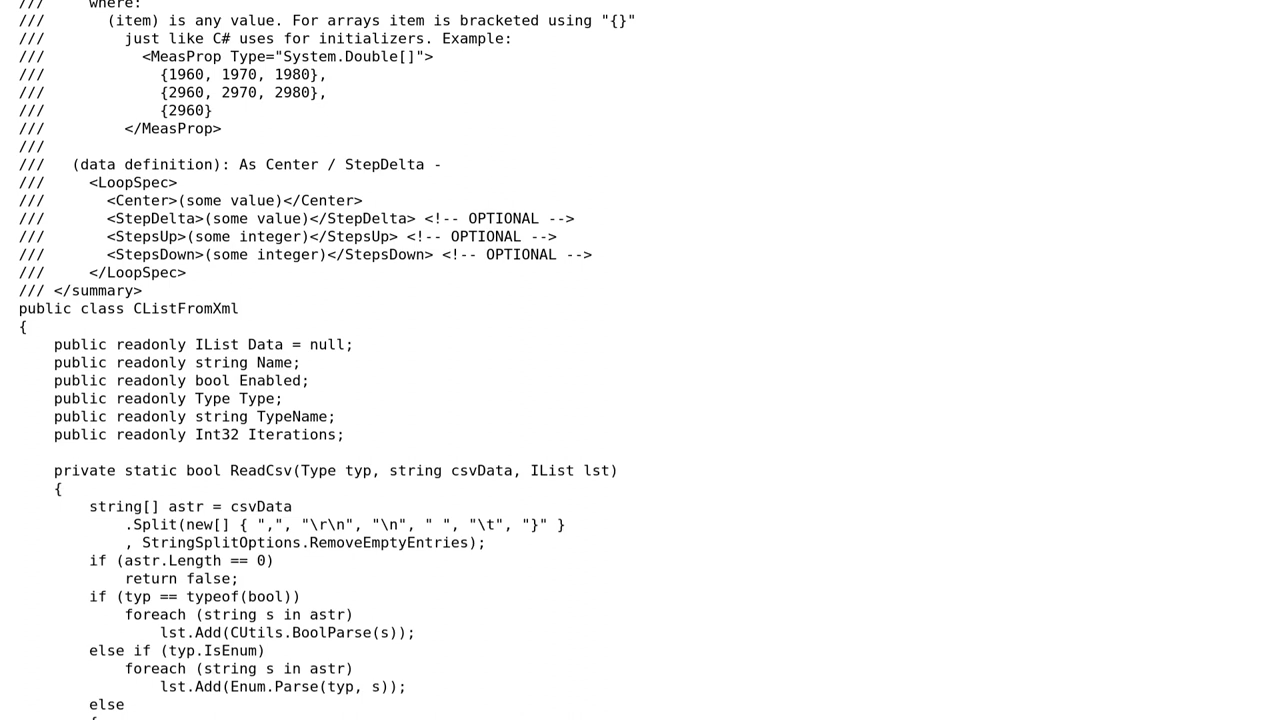 ///     where:
///       (item) is any value. For arrays item is bracketed using "{}"
///         just like C# uses for initializers. Example:
///           <MeasProp Type="System.Double[]">
///             {1960, 1970, 1980},
///             {2960, 2970, 2980},
///             {2960}
///         </MeasProp>
///
///   (data definition): As Center / StepDelta -
///     <LoopSpec>
///       <Center>(some value)</Center>
///       <StepDelta>(some value)</StepDelta> <!-- OPTIONAL -->
///       <StepsUp>(some integer)</StepsUp> <!-- OPTIONAL -->
///       <StepsDown>(some integer)</StepsDown> <!-- OPTIONAL -->
///     </LoopSpec>
/// </summary>
public class CListFromXml
{
    public readonly IList Data = null;
    public readonly string Name;
    public readonly bool Enabled;
    public readonly Type Type;
    public readonly string TypeName;
    public readonly Int32 Iterations;

    private static bool ReadCsv(Type typ, string csvData, IList lst)
    {
        string[] astr = csvData
            .Split(new[] { ",", "\r\n", "\n", " ", "\t", "}" }
            , StringSplitOptions.RemoveEmptyEntries);
        if (astr.Length == 0)
            return false;
        if (typ == typeof(bool))
            foreach (string s in astr)
                lst.Add(CUtils.BoolParse(s));
        else if (typ.IsEnum)
            foreach (string s in astr)
                lst.Add(Enum.Parse(typ, s));
        else
        {